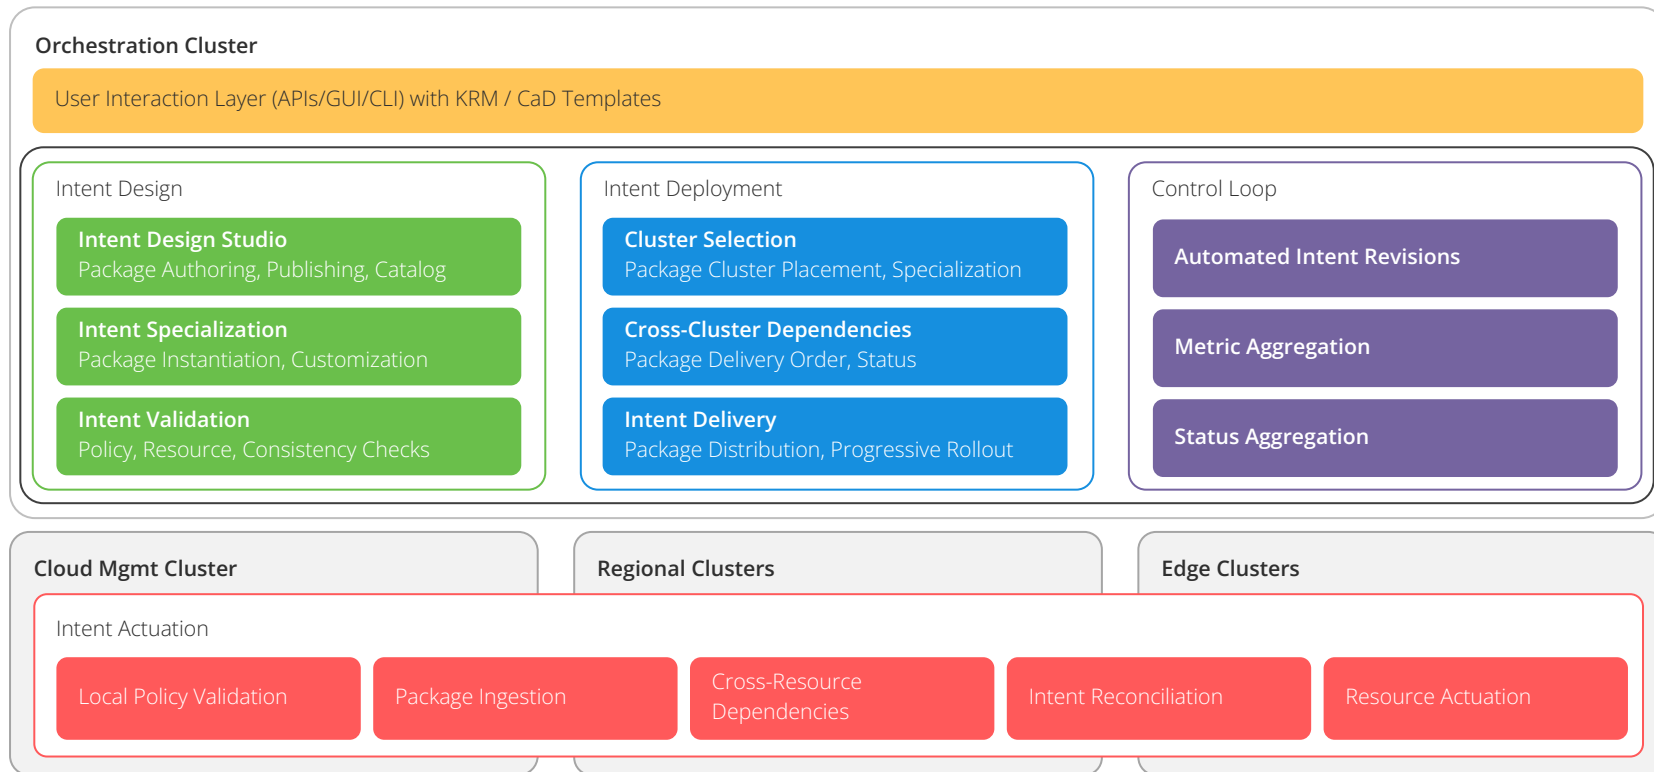 Orchestration Cluster
User Interaction Layer (APIs/GUI/CLI) with KRM / CaD Templates
Intent Design
Intent Design Studio
Package Authoring, Publishing, Catalog
Intent Specialization
Package Instantiation, Customization
Intent Validation
Policy, Resource, Consistency Checks
Intent Deployment
Cluster Selection
Package Cluster Placement, Specialization
Cross-Cluster Dependencies
Package Delivery Order, Status
Intent Delivery
Package Distribution, Progressive Rollout
Control Loop
Automated Intent Revisions
Metric Aggregation
Status Aggregation
Cloud Mgmt Cluster
Regional Clusters
Edge Clusters
Intent Actuation
Local Policy Validation
Package Ingestion
Cross-Resource
Dependencies
Intent Reconciliation
Resource Actuation